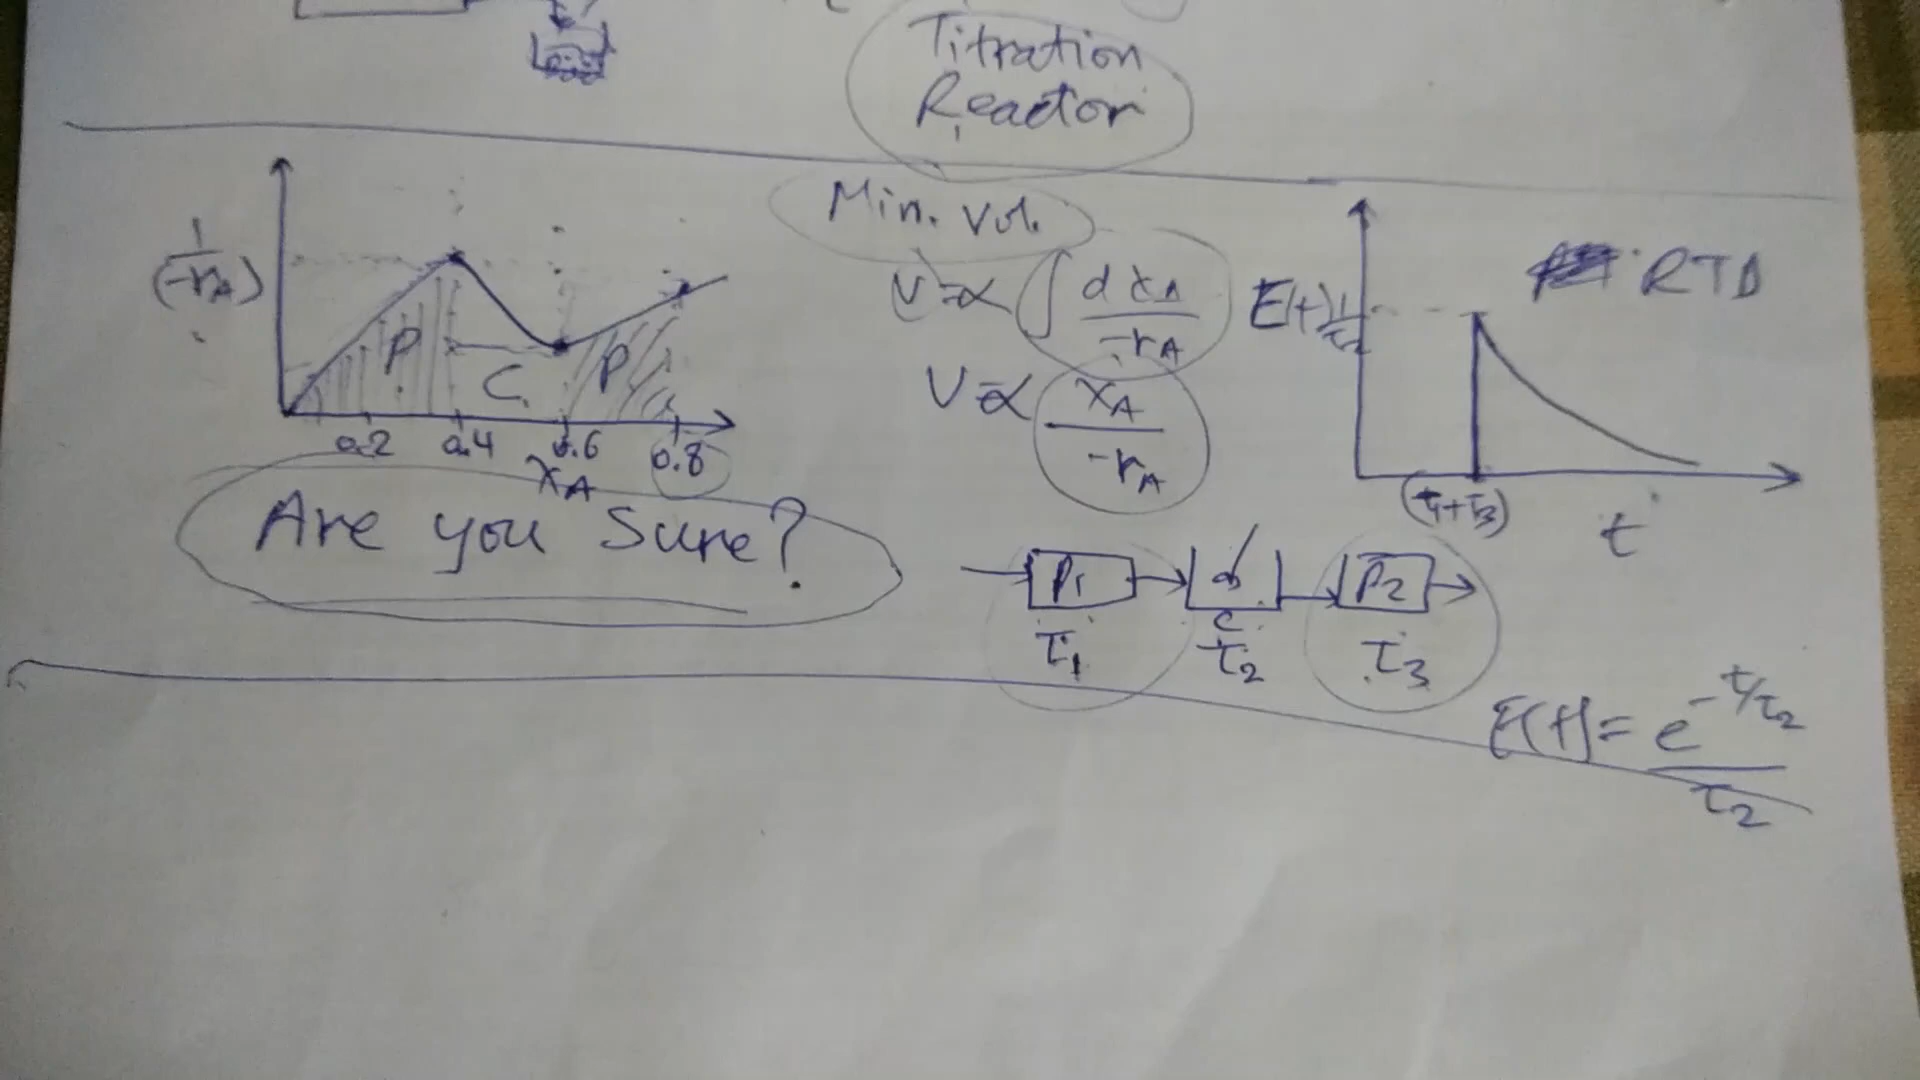 Titration
Reactor
Min. Vol.
1
(-rA)
P
C
P
0.2 0.4 0.6 0.8
XA
V ∝ ∫ dXA
-rA
V ∝ XA
-rA
E(t) 1
τ2
RTD
(τ1+τ3)
t
Are you Sure?
P1
C
P2
τ1 τ2 τ3
E(t) = e^-t/τ2
τ2